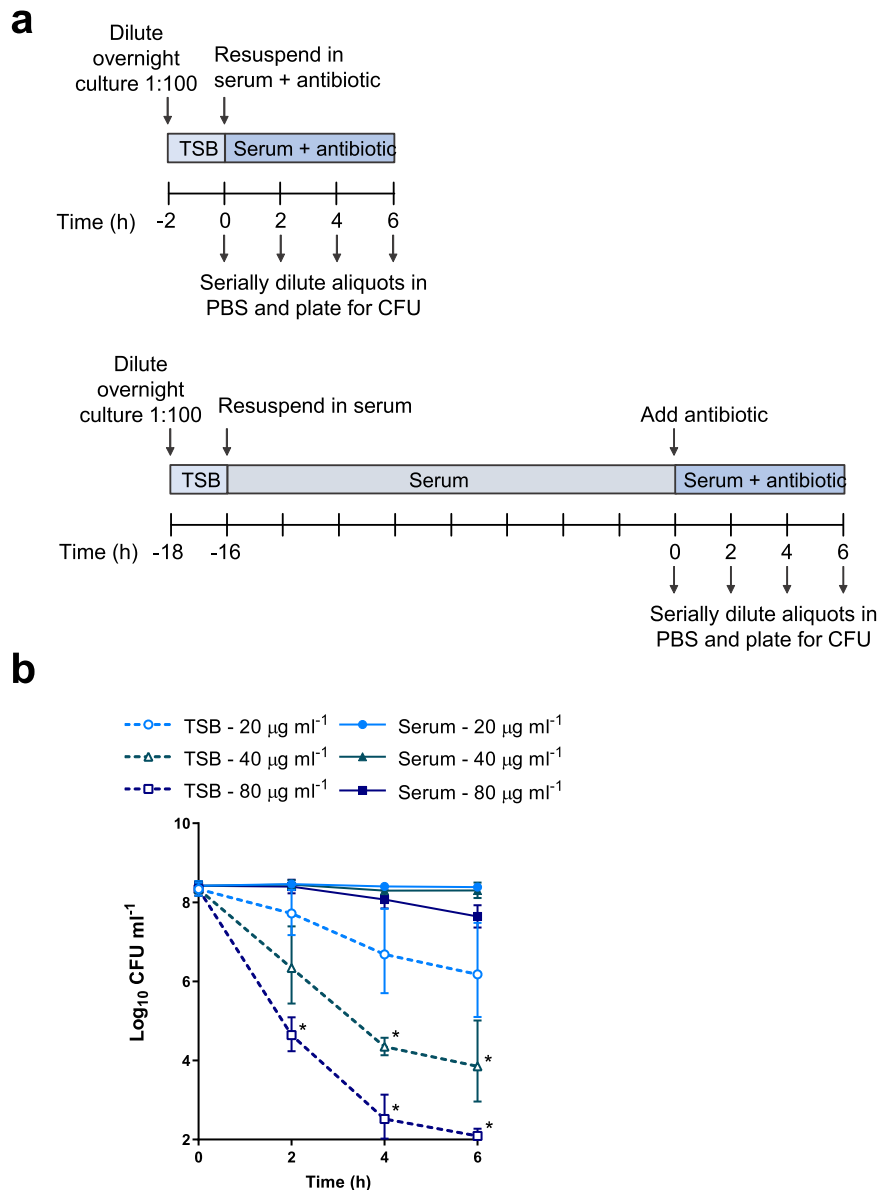 a
Dilute
overnight
culture 1:100
Resuspend in
serum + antibiotic
TSB
Serum + antibiotic
Time (h)
-2 0 2 4 6
Serially dilute aliquots in
PBS and plate for CFU
Dilute
overnight
culture 1:100
Resuspend in serum
Add antibiotic
TSB
Serum
Serum + antibiotic
Time (h)
-18 -16 0 2 4 6
Serially dilute aliquots in
PBS and plate for CFU
b
TSB - 20 μg ml⁻¹
Serum - 20 μg ml⁻¹
TSB - 40 μg ml⁻¹
Serum - 40 μg ml⁻¹
TSB - 80 μg ml⁻¹
Serum - 80 μg ml⁻¹
Log₁₀ CFU ml⁻¹
10
8
6
4
2
*
*
*
*
*
0 2 4 6
Time (h)